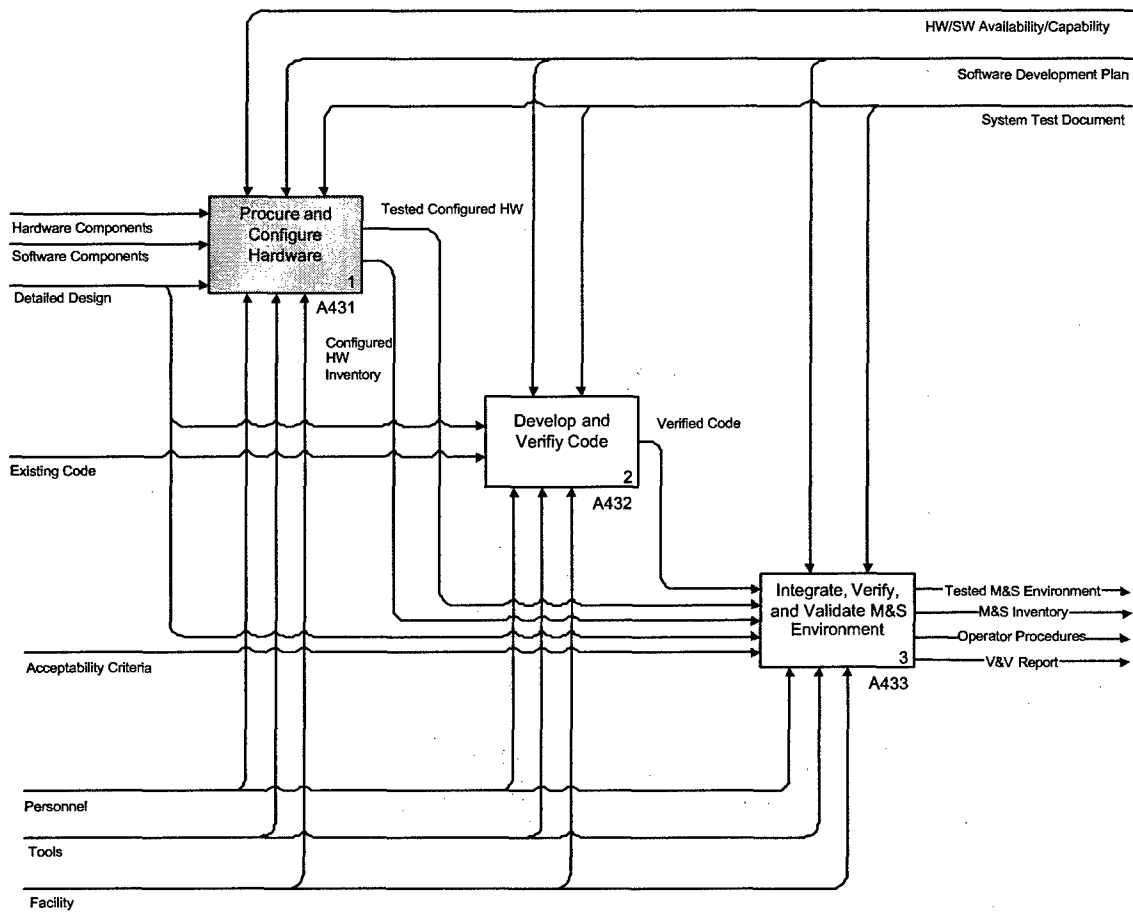 HW/SW Availability/Capability
Software Development Plan
System Test Document
Hardware Components
Software Components
Detailed Design
Procure and
Configure
Hardware
1
A431
Tested Configured HW
Configured
HW
Inventory
Existing Code
Develop and
Verifiy Code
2
A432
Verified Code
Integrate, Verify,
and Validate M&S
Environment
3
A433
Tested M&S Environment
M&S Inventory
Operator Procedures
V&V Report
Acceptability Criteria
Personnel
Tools
Facility